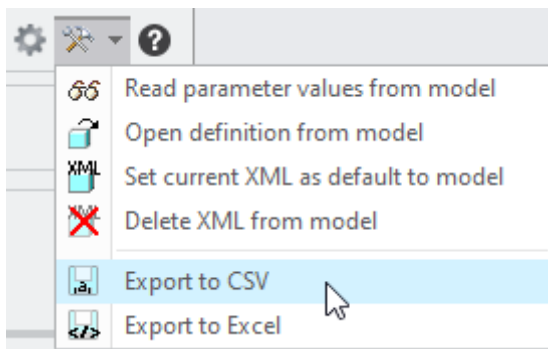 ?
Read parameter values from model
Open definition from model
XML Set current XML as default to model
Delete XML from model
,a, Export to CSV
</> Export to Excel